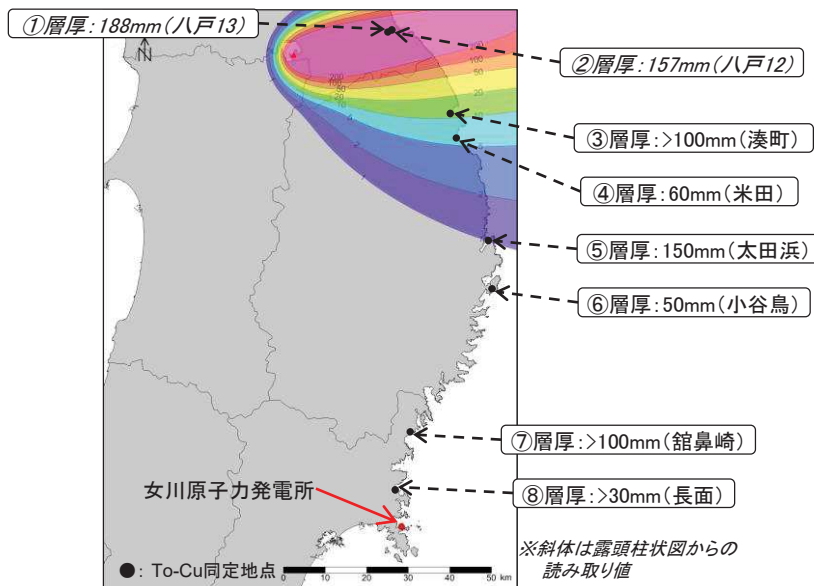 ①層厚:188mm(八戸13)
N
②層厚:157mm(八戸12)
③層厚:>100mm(湊町)
④層厚:60mm(米田)
⑤層厚:150mm(太田浜)
⑥層厚:50mm(小谷鳥)
⑦層厚:>100mm(舘鼻崎)
女川原子力発電所
⑧層厚:>30mm(長面)
※斜体は露頭柱状図からの
読み取り値
●:To-Cu同定地点
0 10 20 30 40 50 km